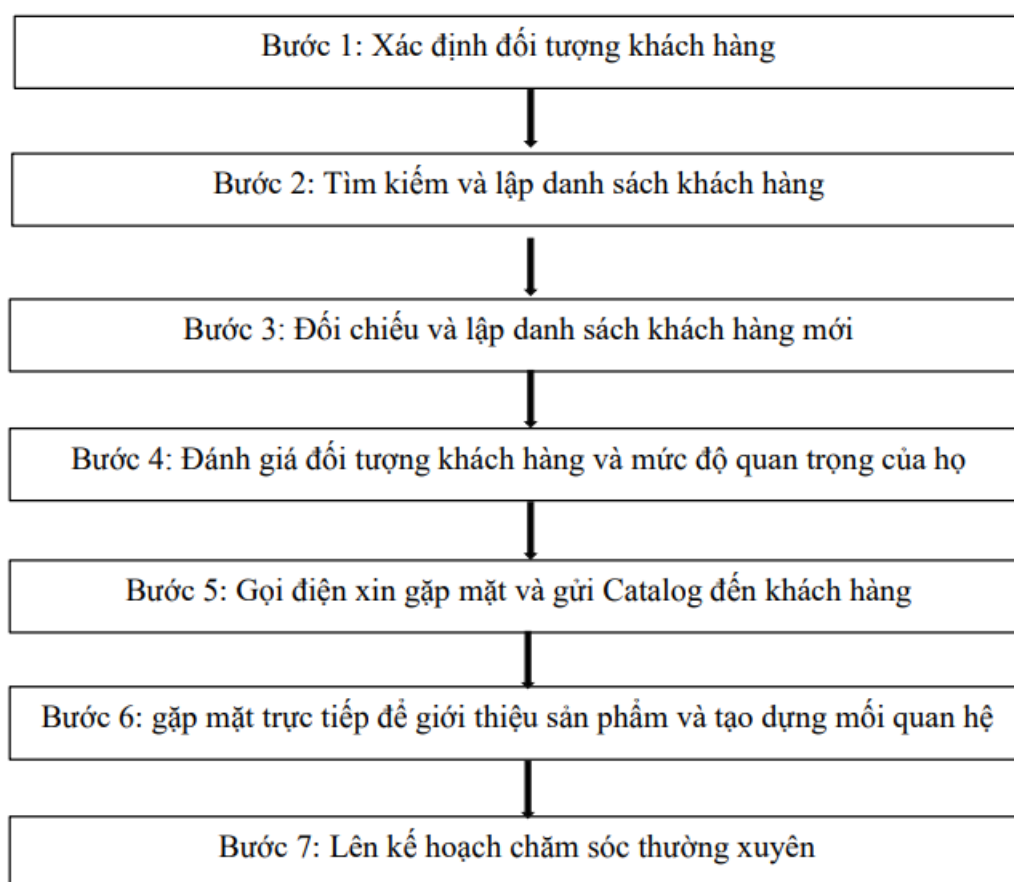 Bước 1: Xác định đối tượng khách hàng
Bước 2: Tìm kiếm và lập danh sách khách hàng
Bước 3: Đối chiếu và lập danh sách khách hàng mới
Bước 4: Đánh giá đối tượng khách hàng và mức độ quan trọng của họ
Bước 5: Gọi điện xin gặp mặt và gửi Catalog đến khách hàng
Bước 6: gặp mặt trực tiếp để giới thiệu sản phẩm và tạo dựng mối quan hệ
Bước 7: Lên kế hoạch chăm sóc thường xuyên